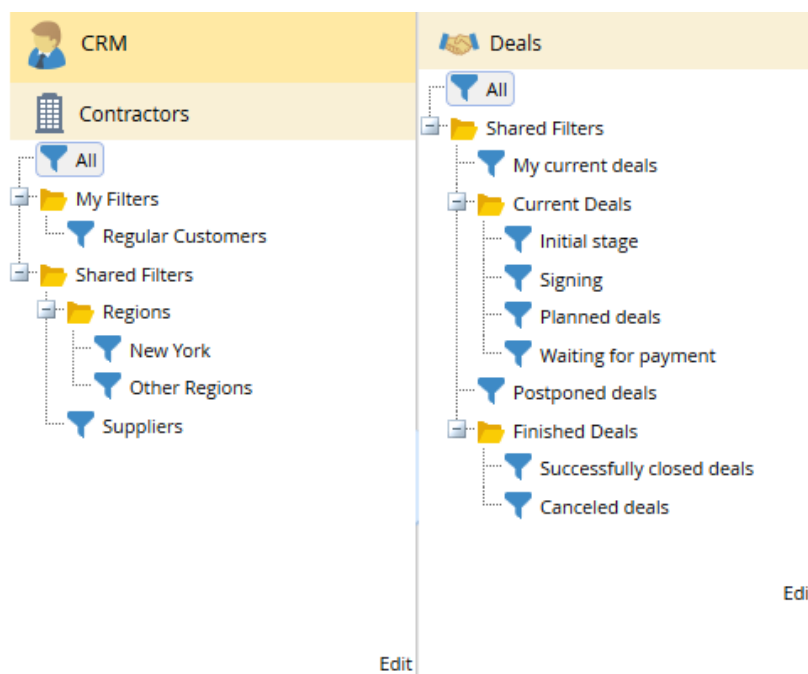 CRM
Contractors
All
My Filters
Regular Customers
Shared Filters
Regions
New York
Other Regions
Suppliers
Edit
Deals
All
Shared Filters
My current deals
Current Deals
Initial stage
Signing
Planned deals
Waiting for payment
Postponed deals
Finished Deals
Successfully closed deals
Canceled deals
Edi